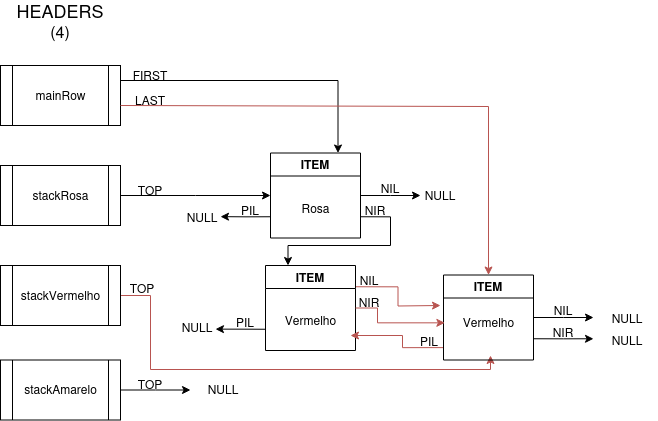 HEADERS
(4)
mainRow
FIRST
LAST
ITEM
Rosa
stackRosa
TOP
NIL
NULL
NULL
PIL
NIR
stackVermelho
TOP
ITEM
Vermelho
NIL
NIR
NULL
PIL
PIL
ITEM
Vermelho
NIL
NULL
NIR
NULL
stackAmarelo
TOP
NULL